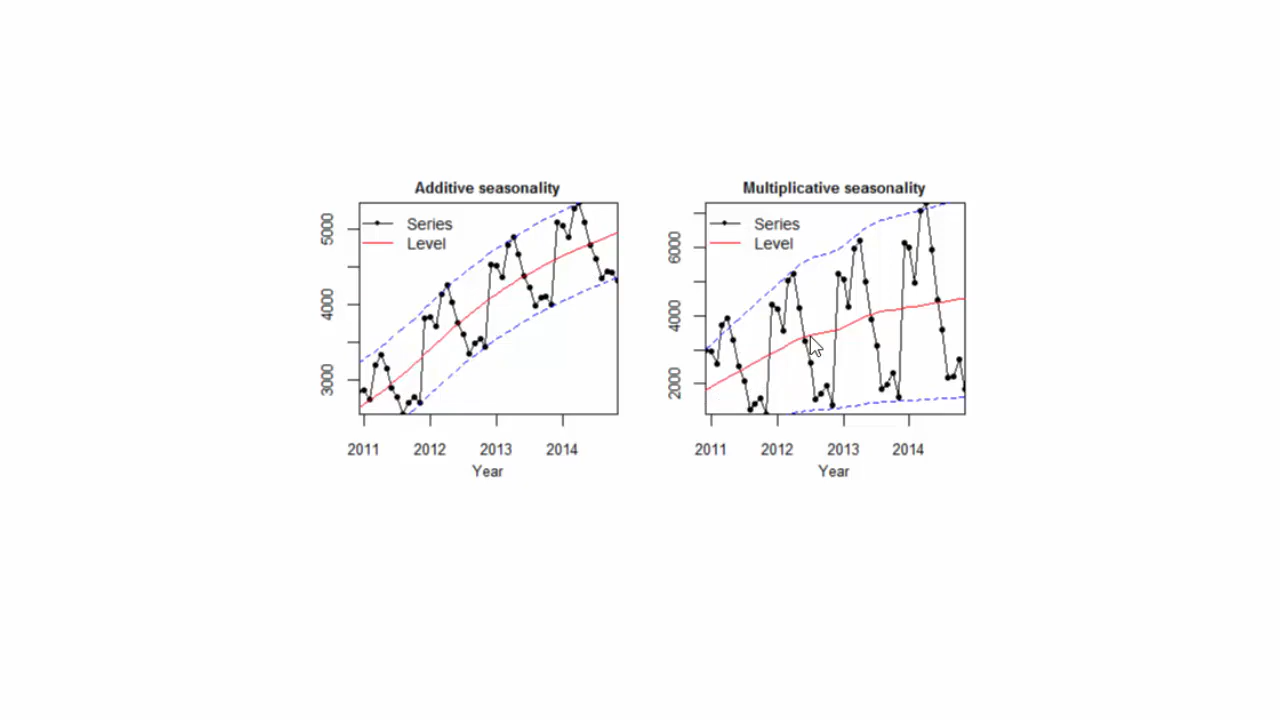 Additive seasonality
Series
Level
5000
4000
3000
2011 2012 2013 2014
Year
Multiplicative seasonality
Series
Level
6000
4000
2000
2011 2012 2013 2014
Year